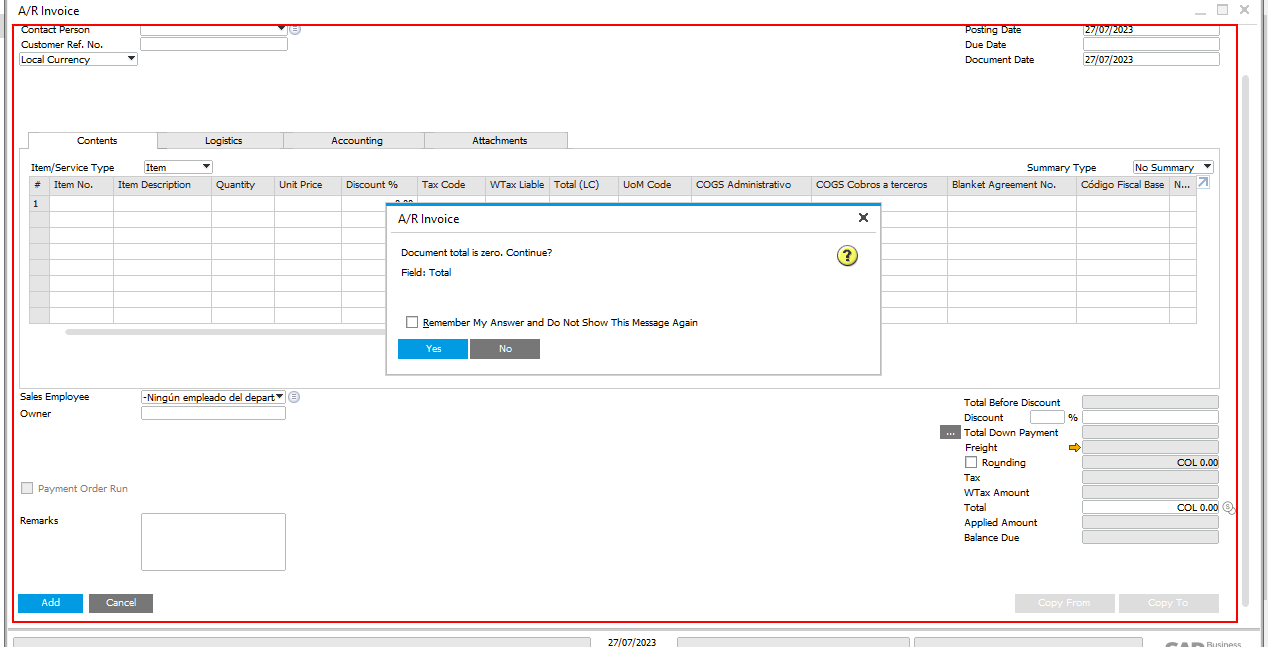 A/R Invoice
Contact Person
Posting Date 27/07/2023
Customer Ref. No.
Due Date
Local Currency
Document Date 27/07/2023
Contents Logistics Accounting Attachments
Item/Service Type Item Summary Type No Summary
# Item No. Item Description Quantity Unit Price Discount % Tax Code WTax Liable Total (LC) UoM Code COGS Administrativo COGS Cobros a terceros Blanket Agreement No. Código Fiscal Base N...
1
A/R Invoice
Document total is zero. Continue?
?
Field: Total
Remember My Answer and Do Not Show This Message Again
Yes No
Sales Employee -Ningún empleado del depart
Owner
Total Before Discount
Discount %
... Total Down Payment
Freight
Rounding COL 0.00
Tax
Payment Order Run
WTax Amount
Total COL 0.00
Remarks
Applied Amount
Balance Due
Add Cancel Copy From Copy To
27/07/2023
Business